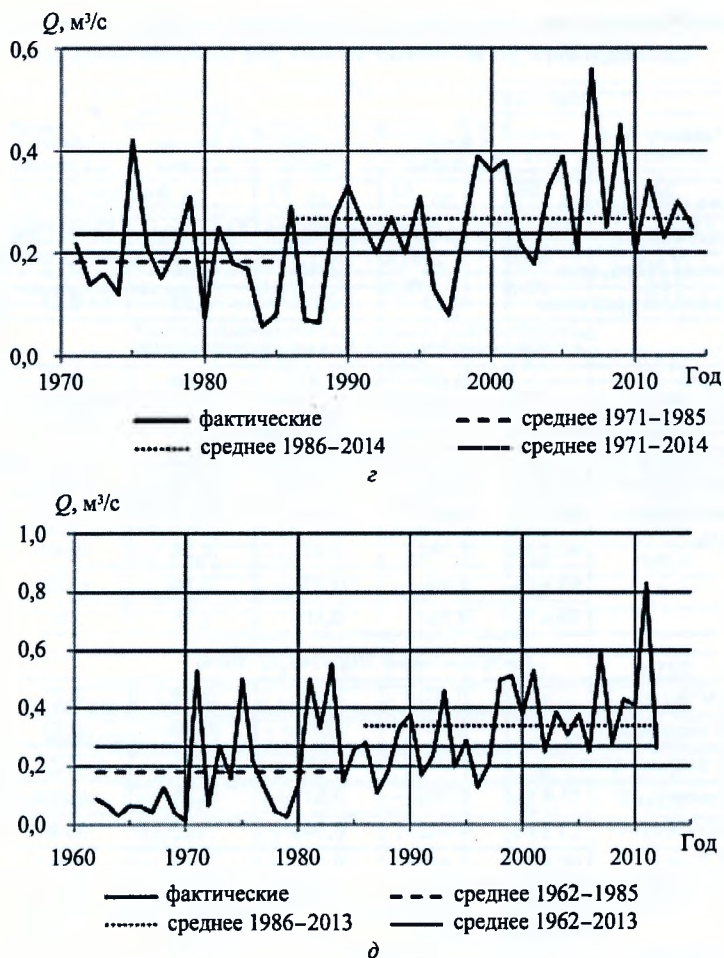 Q, м³/с
0,6
0,4
0,2
0,0
1970 1980 1990 2000 2010 Год
фактические среднее 1971–1985
среднее 1986–2014 среднее 1971–2014
г
Q, м³/с
1,0
0,8
0,6
0,4
0,2
0,0
1960 1970 1980 1990 2000 2010 Год
фактические среднее 1962–1985
среднее 1986–2013 среднее 1962–2013
д